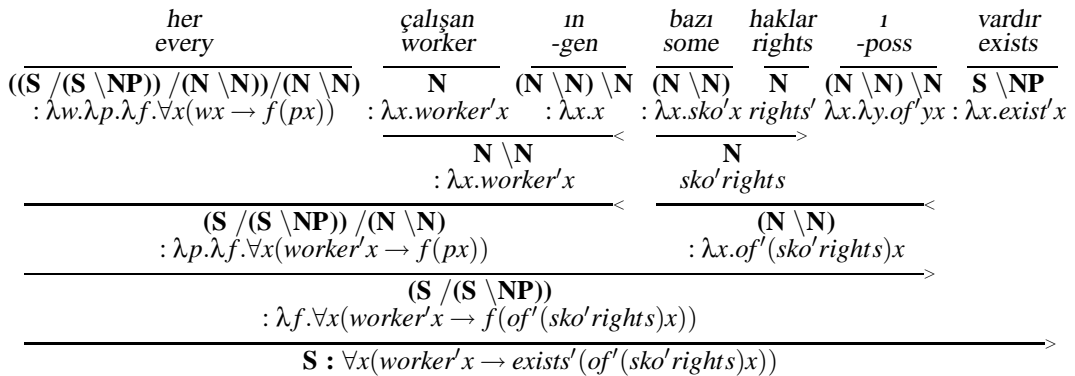 her çalışan ın bazı haklar ı vardır
every worker -gen some rights -poss exists
((S /(S \NP)) /(N \N))/(N \N) N (N \N) \N (N \N) N (N \N) \N S \NP
: λw.λp.λf.∀x(wx → f(px)) : λx.worker′x : λx.x : λx.sko′x rights′ λx.λy.of′yx : λx.exist′x
< >
N \N N
: λx.worker′x sko′rights
< <
(S /(S \NP)) /(N \N) (N \N)
: λp.λf.∀x(worker′x → f(px)) : λx.of′(sko′rights)x
>
(S /(S \NP))
: λf.∀x(worker′x → f(of′(sko′rights)x))
>
S : ∀x(worker′x → exists′(of′(sko′rights)x))